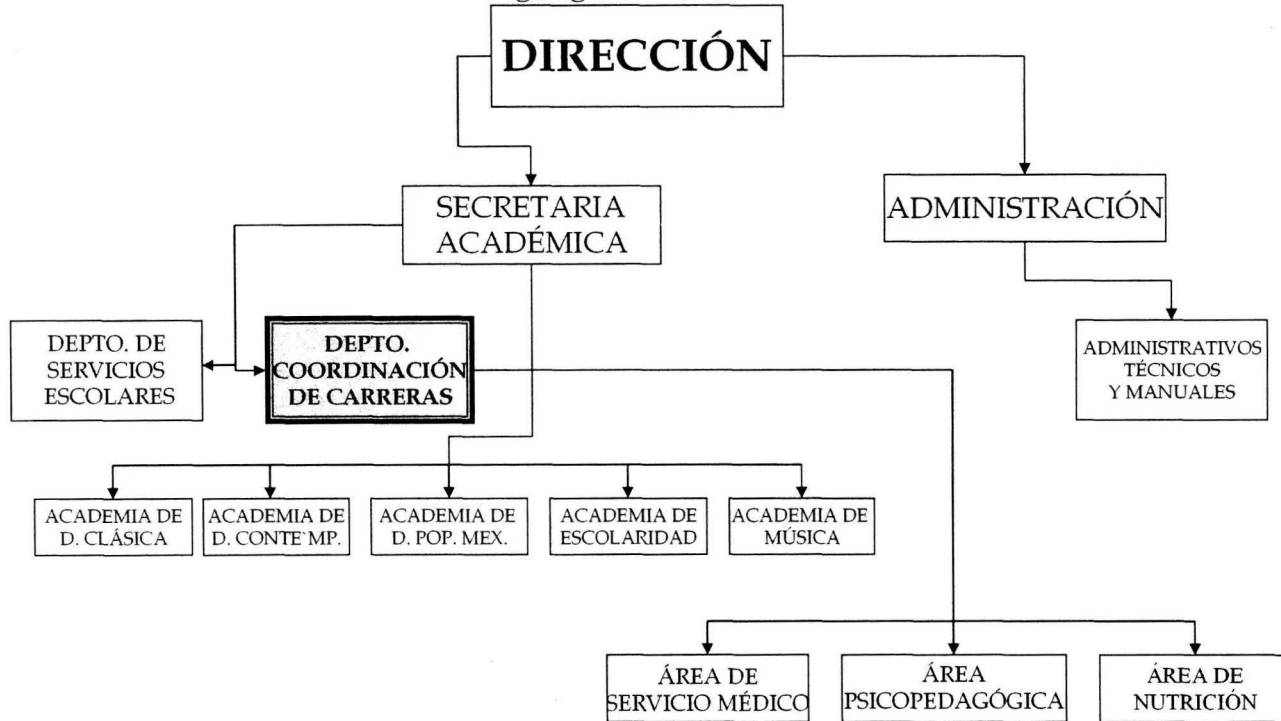 DIRECCIÓN
SECRETARIA
ACADÉMICA
ADMINISTRACIÓN
DEPTO. DE
SERVICIOS
ESCOLARES
DEPTO.
COORDINACIÓN
DE CARRERAS
ADMINISTRATIVOS
TÉCNICOS
Y MANUALES
ACADEMIA DE
D. CLÁSICA
ACADEMIA DE
D. CONTE`MP.
ACADEMIA DE
D. POP. MEX.
ACADEMIA DE
ESCOLARIDAD
ACADEMIA DE
MÚSICA
ÁREA DE
SERVICIO MÉDICO
ÁREA
PSICOPEDAGÓGICA
ÁREA DE
NUTRICIÓN